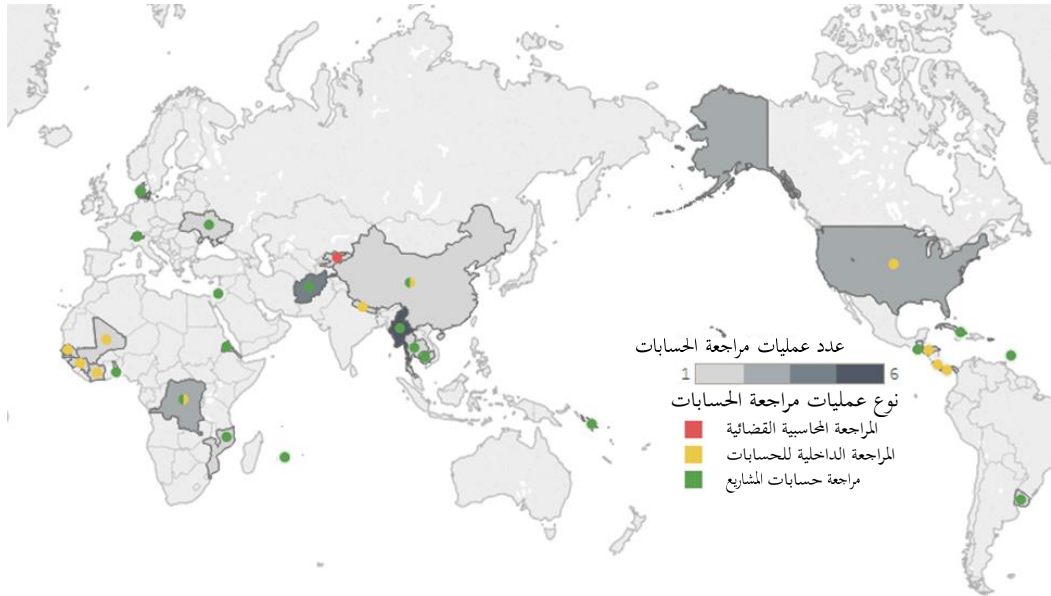 عدد عمليات مراجعة الحسابات
1 6
نوع عمليات مراجعة الحسابات
المراجعة المحاسبية القضائية
المراجعة الداخلية للحسابات
مراجعة حسابات المشاريع